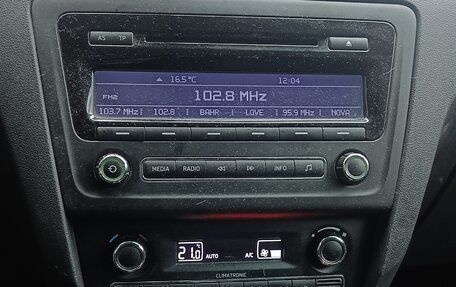 AS TP
16.5 °C 12:04
FM2 102.8 MHz
103.7 MHz | 102.8 | BAHR | LOVE | 95.9 MHz | NOVA
MEDIA RADIO INFO
21.0 AUTO A/C
CLIMATRONIC